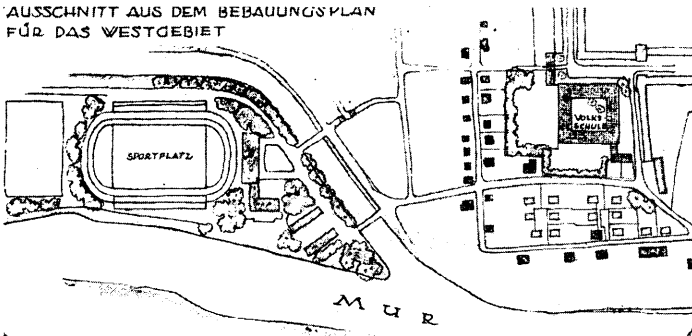 AUSSCHNITT AUS DEM BEBAUUNGSPLAN
FÜR DAS WESTGEBIET
SPORTPLATZ
VOLKS
SCHULE
MUR